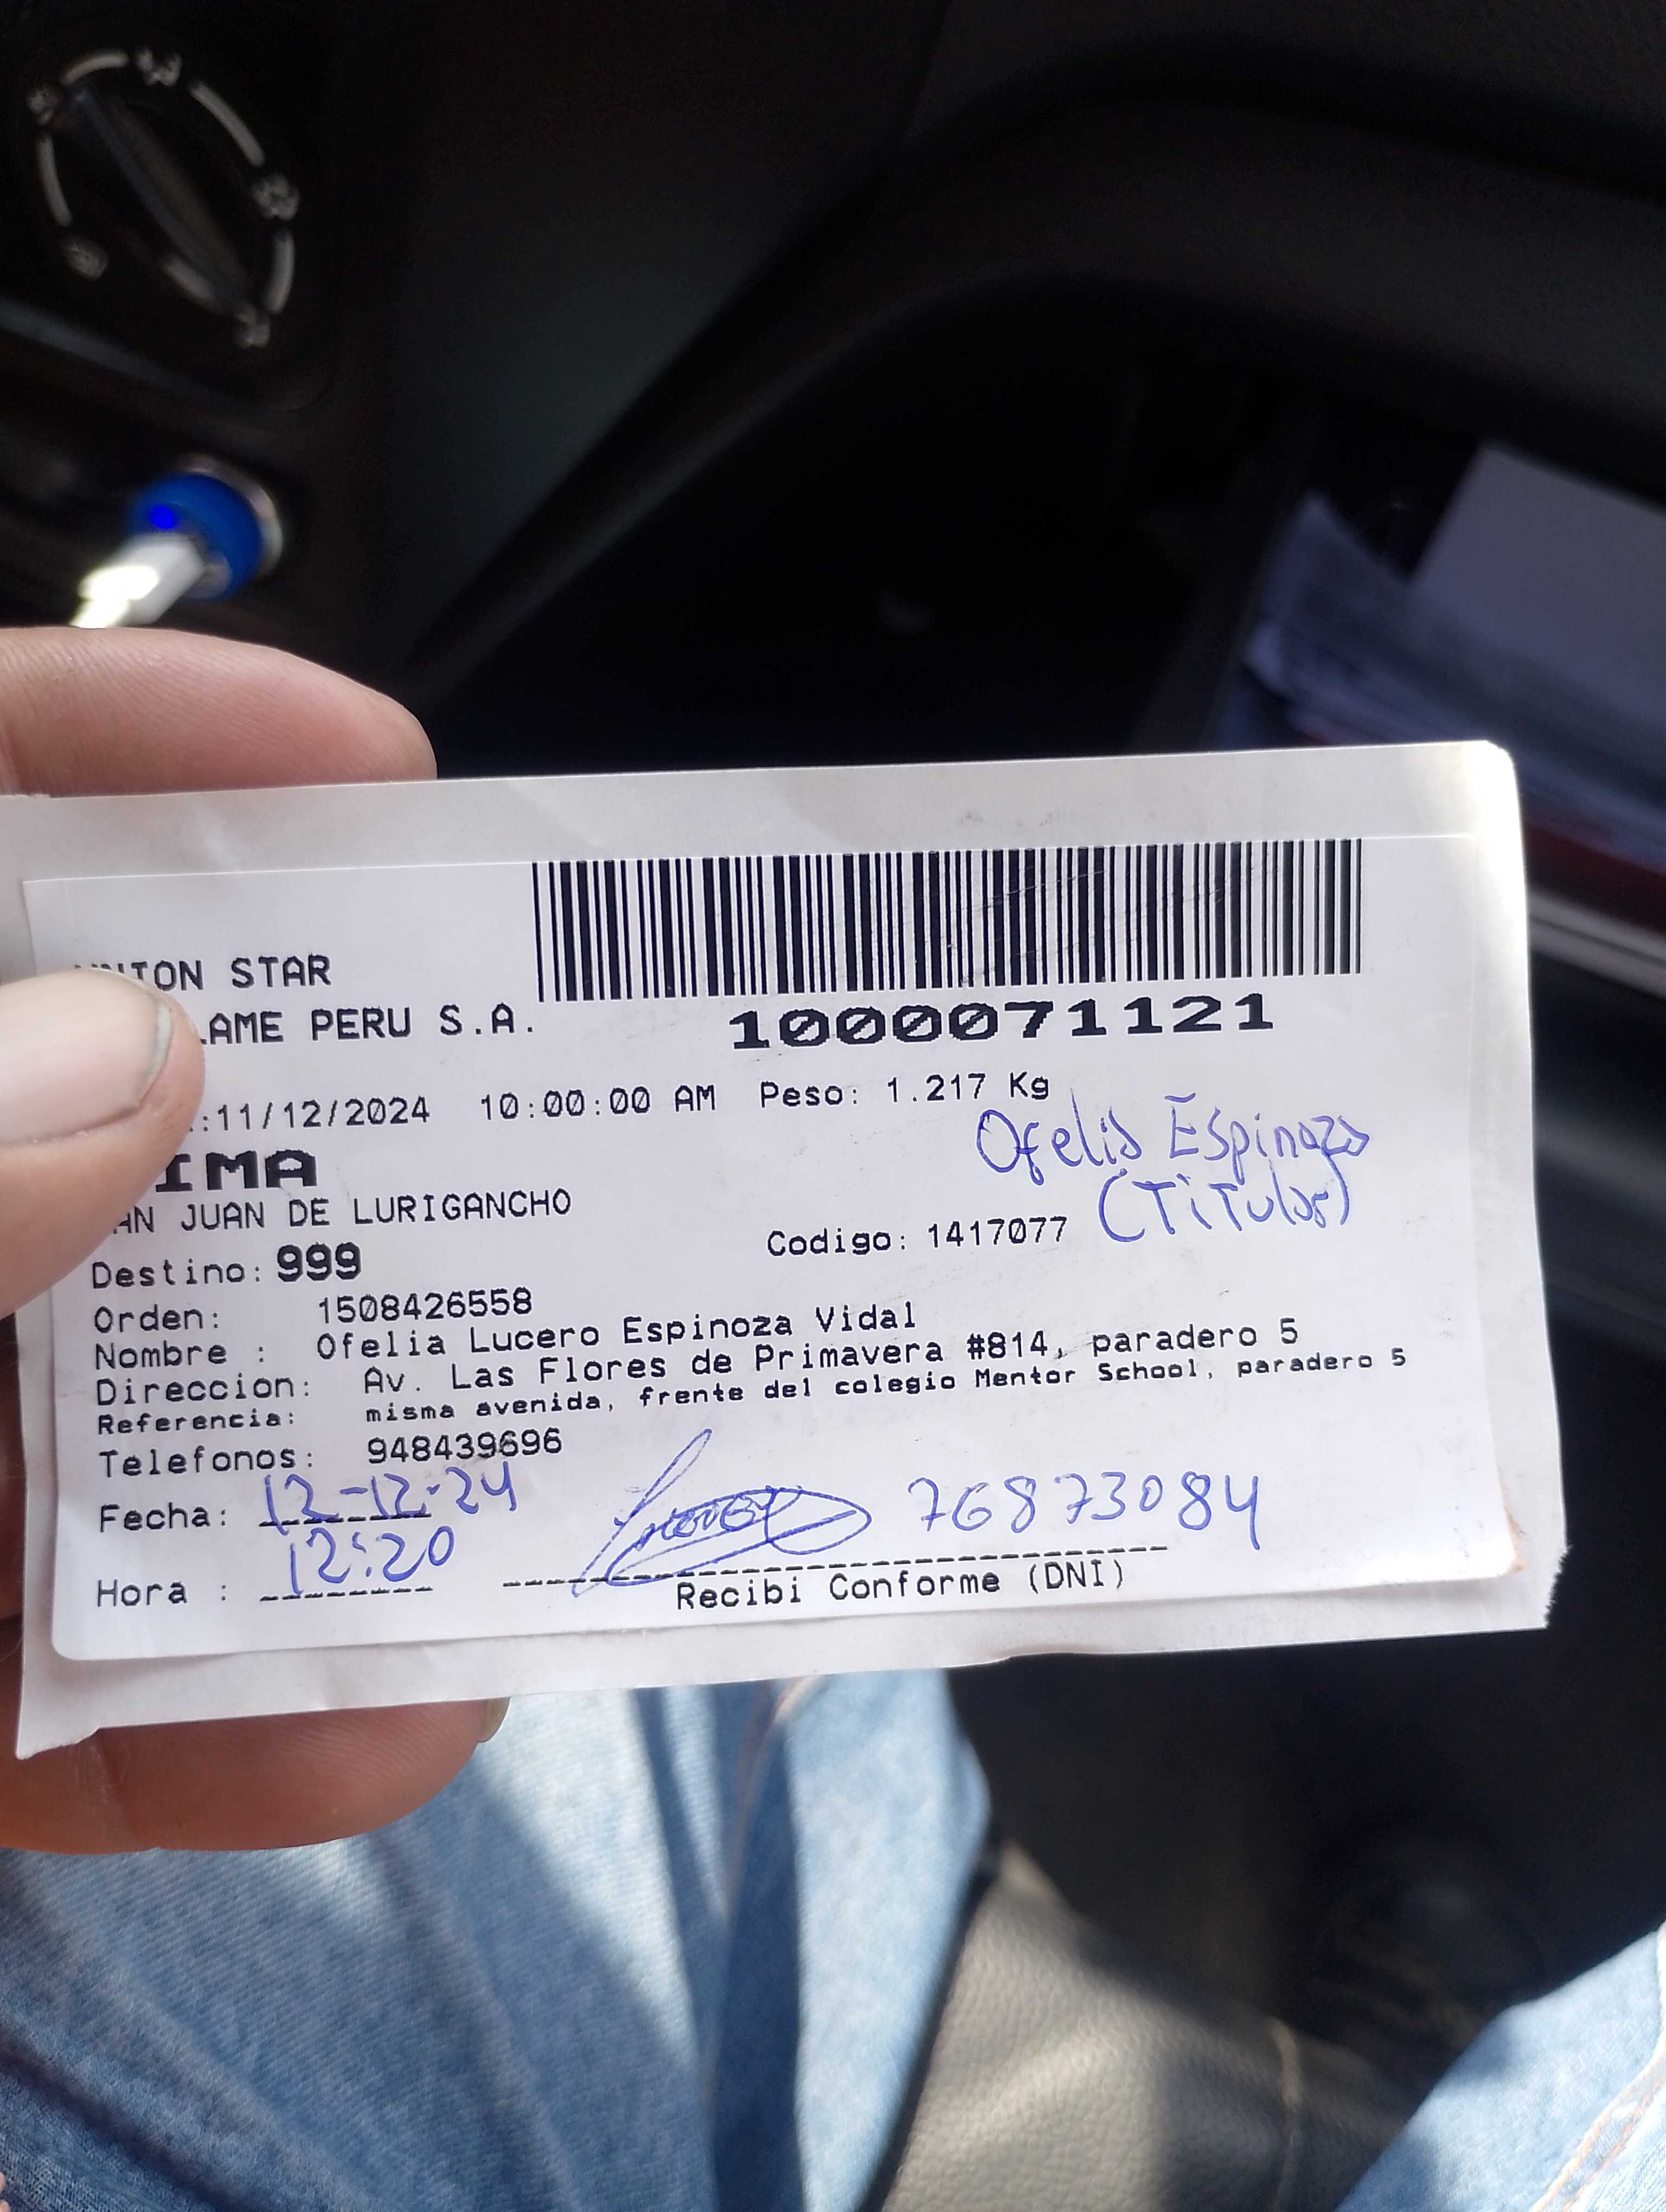 UNION STAR
LAME PERU S.A.
1000071121
:11/12/2024 10:00:00 AM Peso: 1.217 Kg
Ofelia Espinoza
IMA
(Titular)
AN JUAN DE LURIGANCHO
Codigo: 1417077
Destino: 999
Orden: 1508426558
Nombre : Ofelia Lucero Espinoza Vidal
Direccion: Av. Las Flores de Primavera #814, paradero 5
Referencia: misma avenida, frente del colegio Mentor School, paradero 5
Telefonos: 948439696
Fecha: 12-12-24
76873084
Hora : 12:20
Recibi Conforme (DNI)